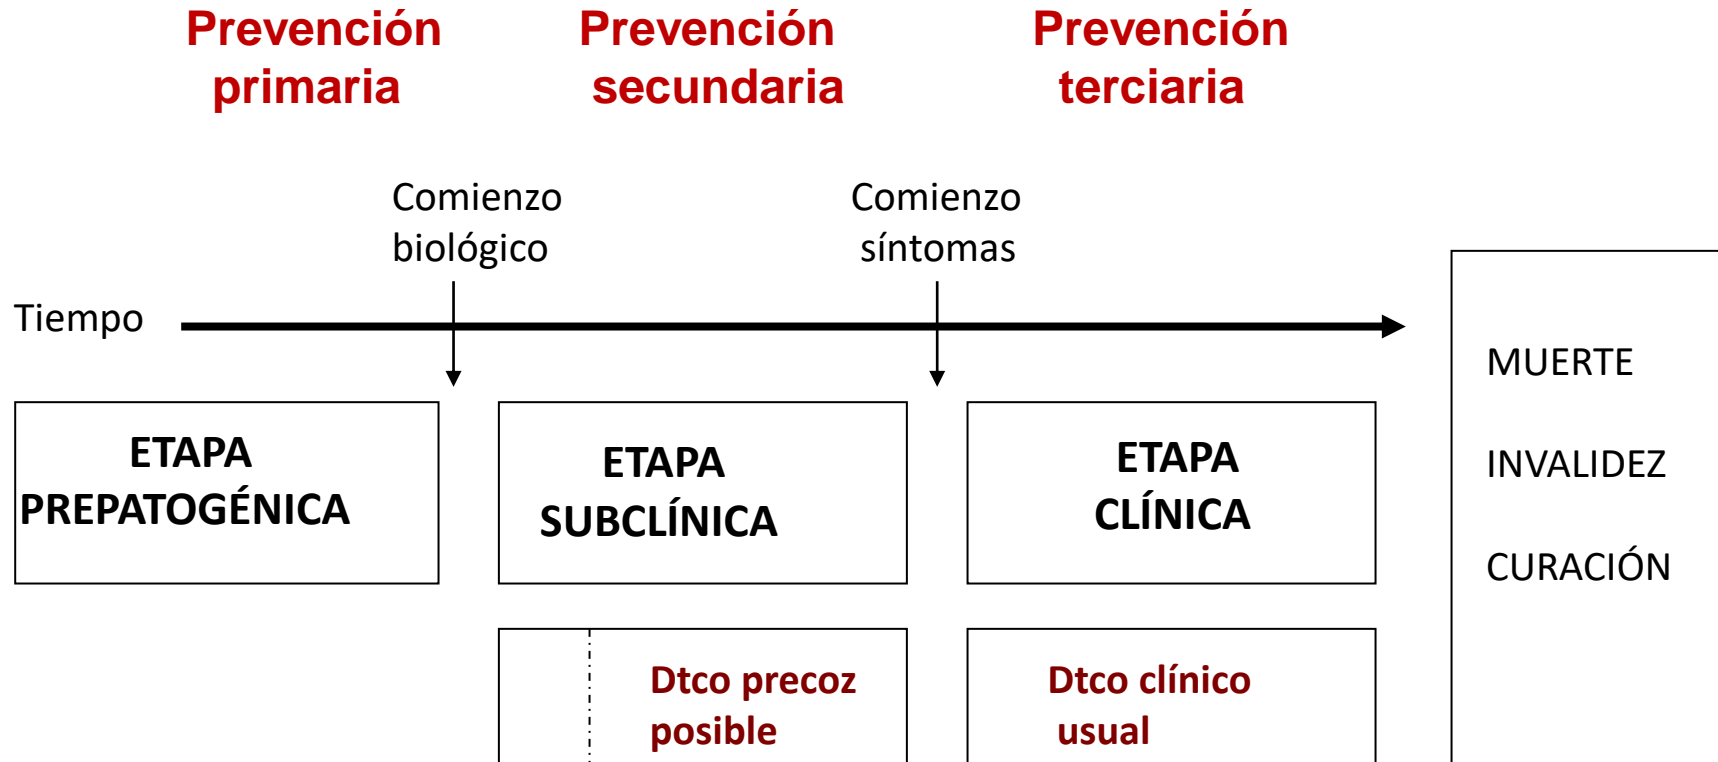 Prevención
primaria
Prevención
secundaria
Prevención
terciaria
Comienzo
biológico
Comienzo
síntomas
Tiempo
ETAPA
PREPATOGÉNICA
ETAPA
SUBCLÍNICA
ETAPA
CLÍNICA
MUERTE
INVALIDEZ
CURACIÓN
Dtco precoz
posible
Dtco clínico
usual